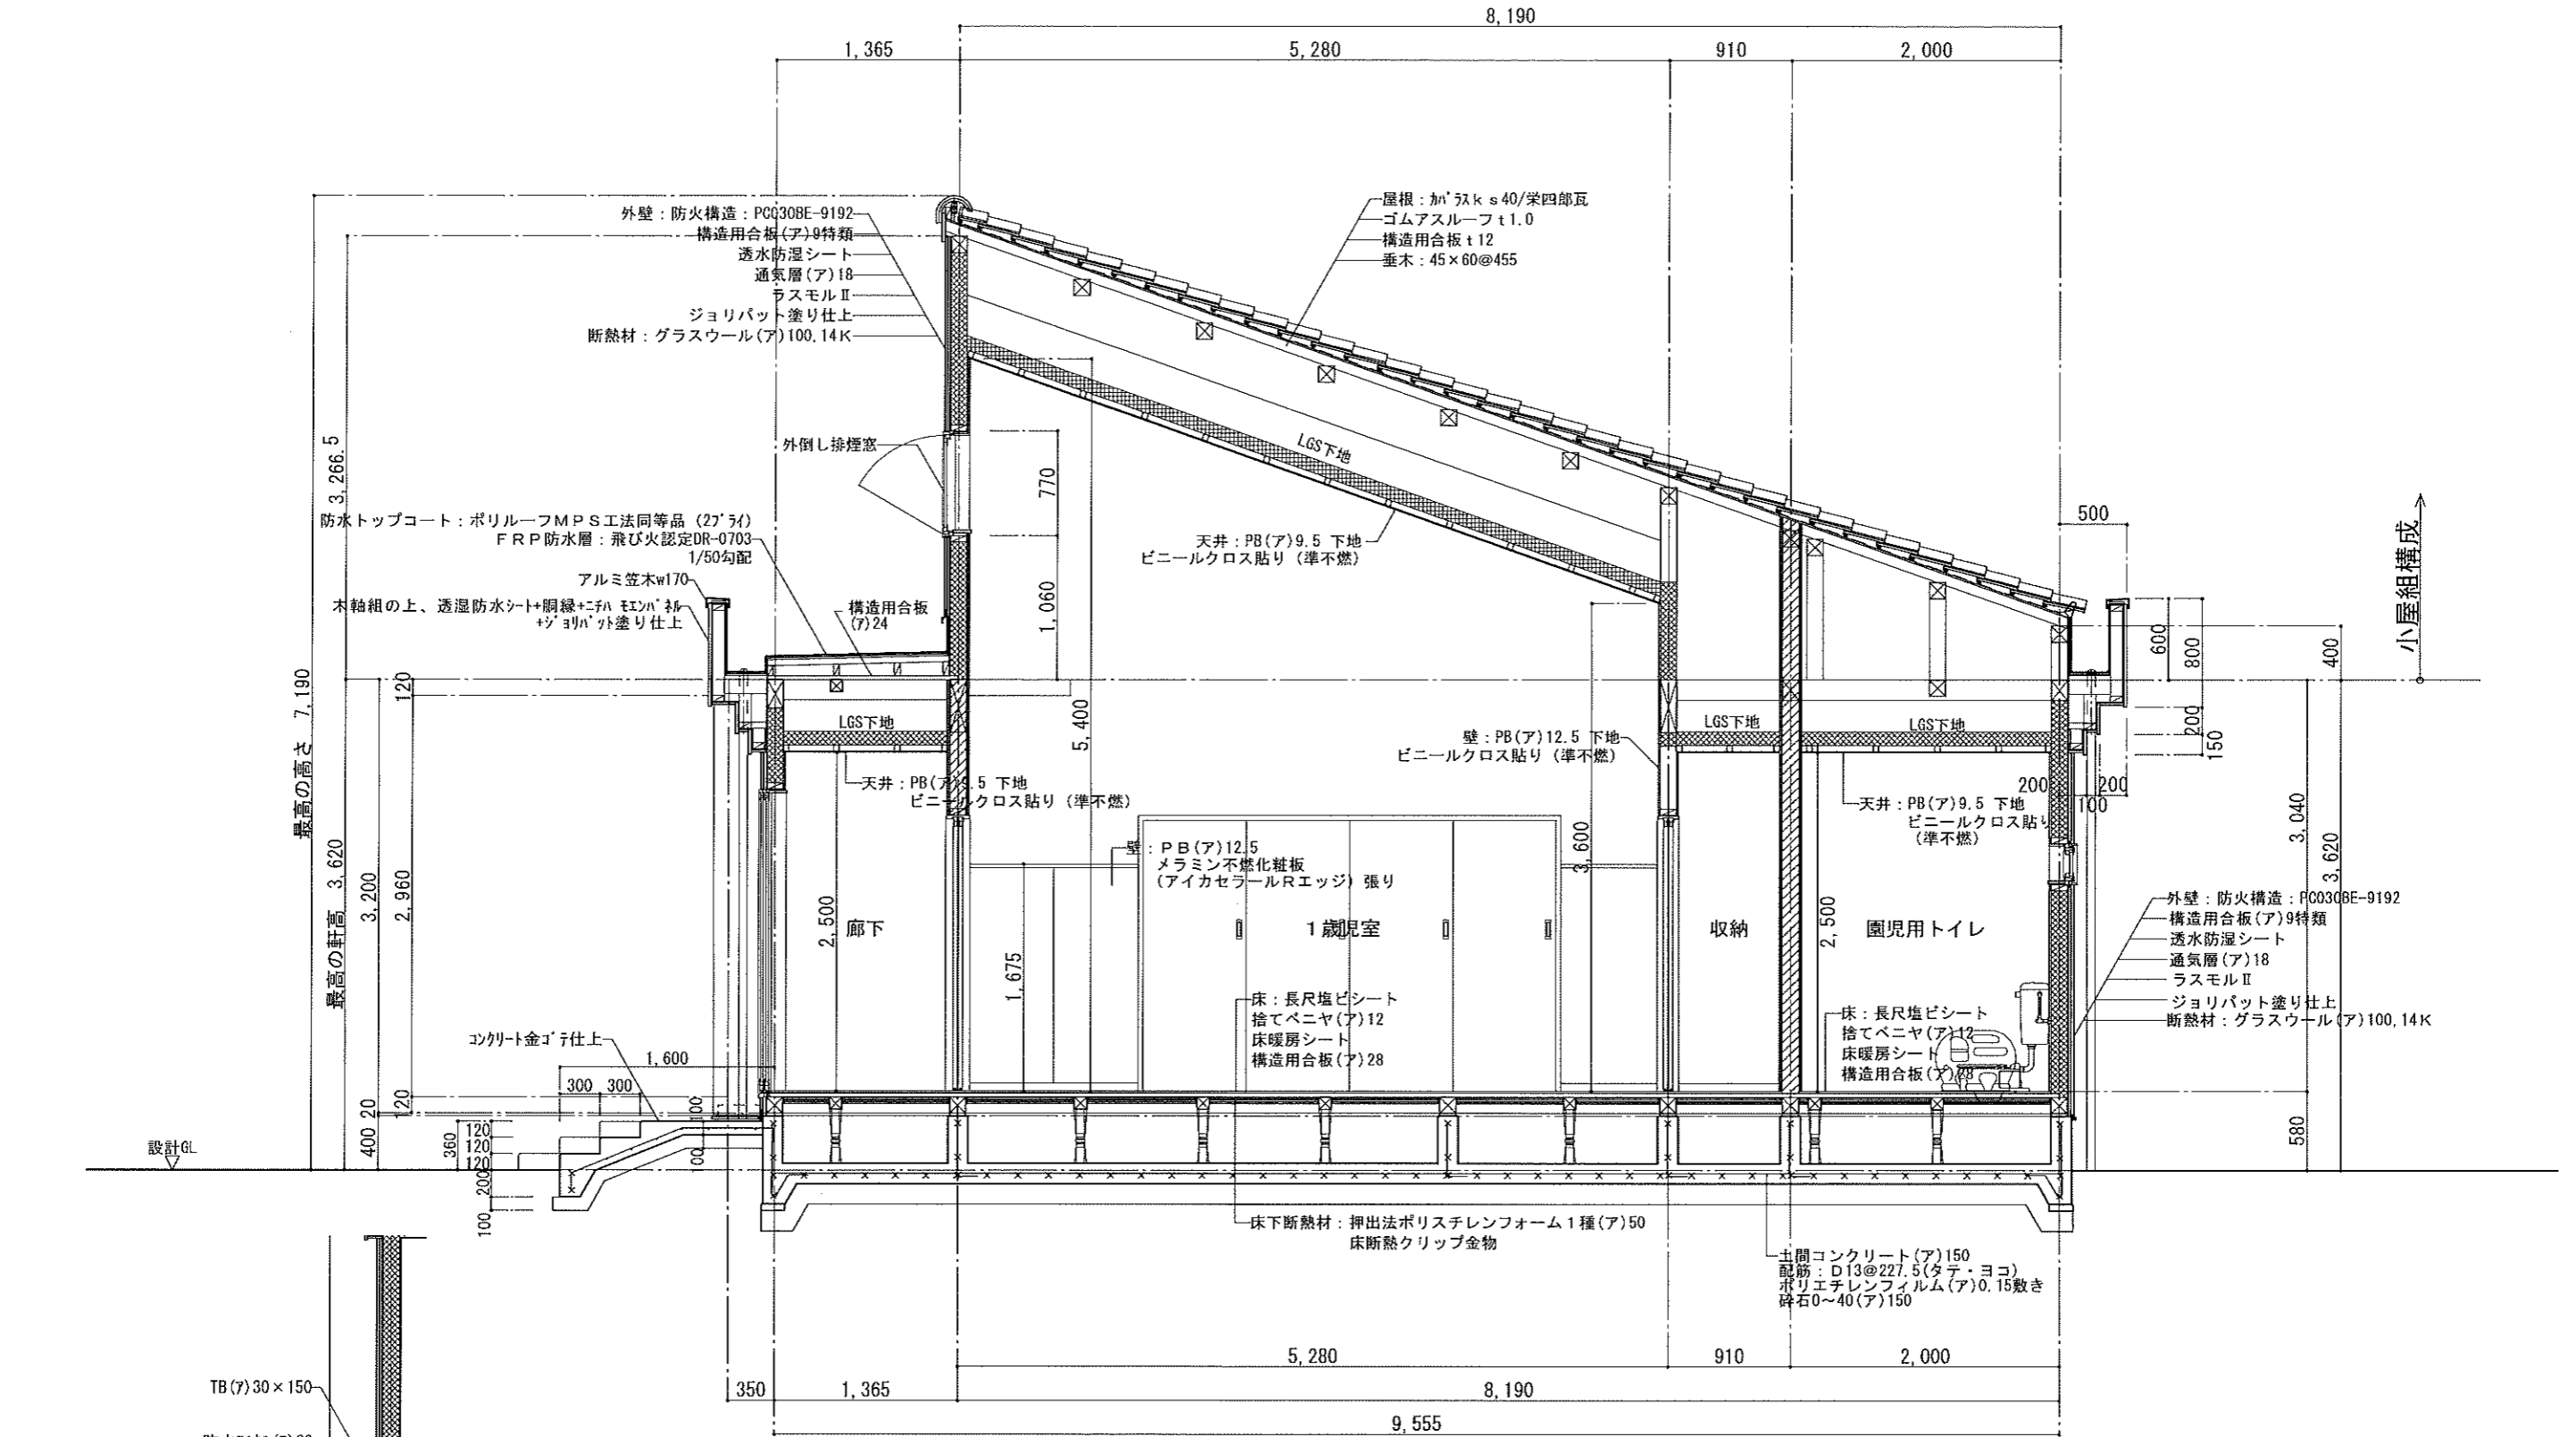 8,190
1,365
5,280
910
2,000
外壁：防火構造：PC030BE-9192
構造用合板(ア)9特類
透水防湿シート
通気層(ア)18
ラスモルⅡ
ジョリパット塗り仕上
断熱材：グラスウール(ア)100,14K
屋根：ｶﾊﾟﾗｽｋｓ40/栄四郎瓦
ゴムアスルーフｔ1.0
構造用合板ｔ12
垂木：45×60@455
外倒し排煙窓
770
1,060
LGS下地
天井：PB(ア)9.5 下地
ビニールクロス貼り（準不燃）
防水トップコート：ポリルーフＭＰＳ工法同等品（2ﾌﾟﾗｲ）
ＦＲＰ防水層：飛び火認定DR-0703
1/50勾配
アルミ笠木w170
木軸組の上、透湿防水ｼｰﾄ+胴縁+ﾆﾁﾊ ﾓｴﾝﾊﾟﾈﾙ
+ｼﾞｮﾘﾊﾟｯﾄ塗り仕上
構造用合板
(ア)24
500
小屋組構成
600
800
400
200
150
3,266.5
最高の高さ 7,190
最高の軒高 3,620
3,200
2,960
120
120
20
400
LGS下地
天井：PB(ア)9.5 下地
ビニールクロス貼り（準不燃）
5,400
壁：PB(ア)12.5 下地
ビニールクロス貼り（準不燃）
LGS下地
LGS下地
天井：PB(ア)9.5 下地
ビニールクロス貼り
（準不燃）
200
200
100
3,040
3,620
580
壁：ＰＢ(ア)12.5
メラミン不燃化粧板
（アイカセラールＲエッジ）張り
3,600
2,500
廊下
1,675
１歳児室
収納
2,500
園児用トイレ
外壁：防火構造：PC030BE-9192
構造用合板(ア)9特類
透水防湿シート
通気層(ア)18
ラスモルⅡ
ジョリパット塗り仕上
断熱材：グラスウール(ア)100,14K
床：長尺塩ビシート
捨てベニヤ(ア)12
床暖房シート
構造用合板(ア)28
床：長尺塩ビシート
捨てベニヤ(ア)12
床暖房シート
構造用合板(ア)28
ｺﾝｸﾘｰﾄ金ｺﾞﾃ仕上
1,600
300
300
100
100
360
120
120
120
200
100
設計GL
床下断熱材：押出法ポリスチレンフォーム１種(ア)50
床断熱クリップ金物
土間コンクリート(ア)150
配筋：Ｄ13@227.5(タテ・ヨコ)
ポリエチレンフィルム(ア)0.15敷き
砕石0〜40(ア)150
5,280
910
2,000
350
1,365
8,190
9,555
TB(ｱ)30×150